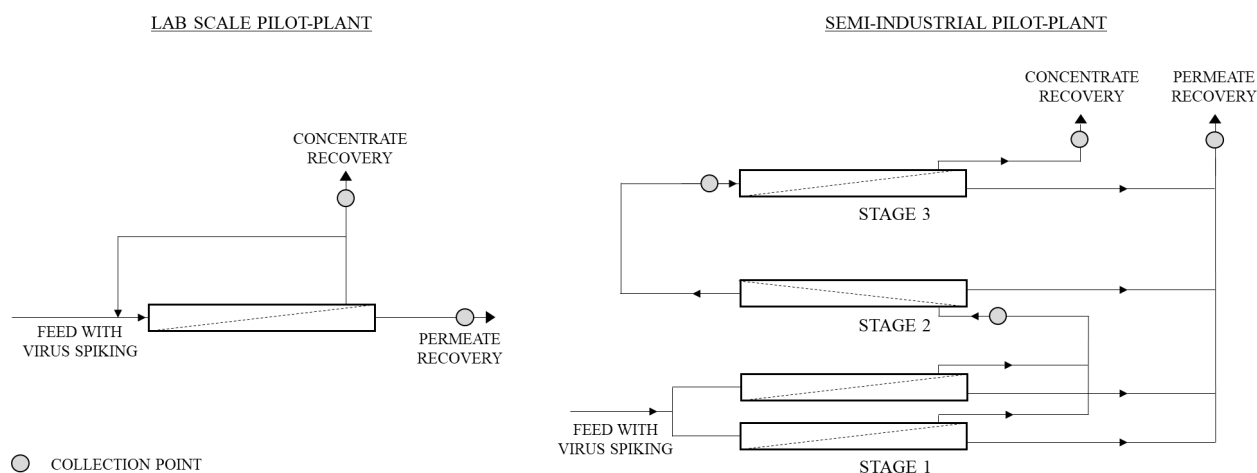 LAB SCALE PILOT-PLANT
CONCENTRATE
RECOVERY
FEED WITH
VIRUS SPIKING
PERMEATE
RECOVERY
COLLECTION POINT
SEMI-INDUSTRIAL PILOT-PLANT
CONCENTRATE
RECOVERY
PERMEATE
RECOVERY
STAGE 3
STAGE 2
FEED WITH
VIRUS SPIKING
STAGE 1